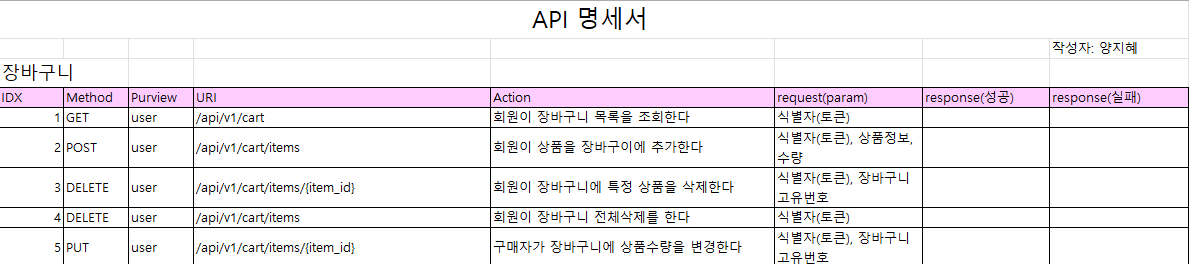 API 명세서
작성자: 양지혜
장바구니
IDX Method Purview URI Action request(param) response(성공) response(실패)
1 GET user /api/v1/cart 회원이 장바구니 목록을 조회한다 식별자(토큰)
2 POST user /api/v1/cart/items 회원이 상품을 장바구이에 추가한다 식별자(토큰), 상품정보,
수량
3 DELETE user /api/v1/cart/items/{item_id} 회원이 장바구니에 특정 상품을 삭제한다 식별자(토큰), 장바구니
고유번호
4 DELETE user /api/v1/cart/items 회원이 장바구니 전체삭제를 한다 식별자(토큰)
5 PUT user /api/v1/cart/items/{item_id} 구매자가 장바구니에 상품수량을 변경한다 식별자(토큰), 장바구니
고유번호